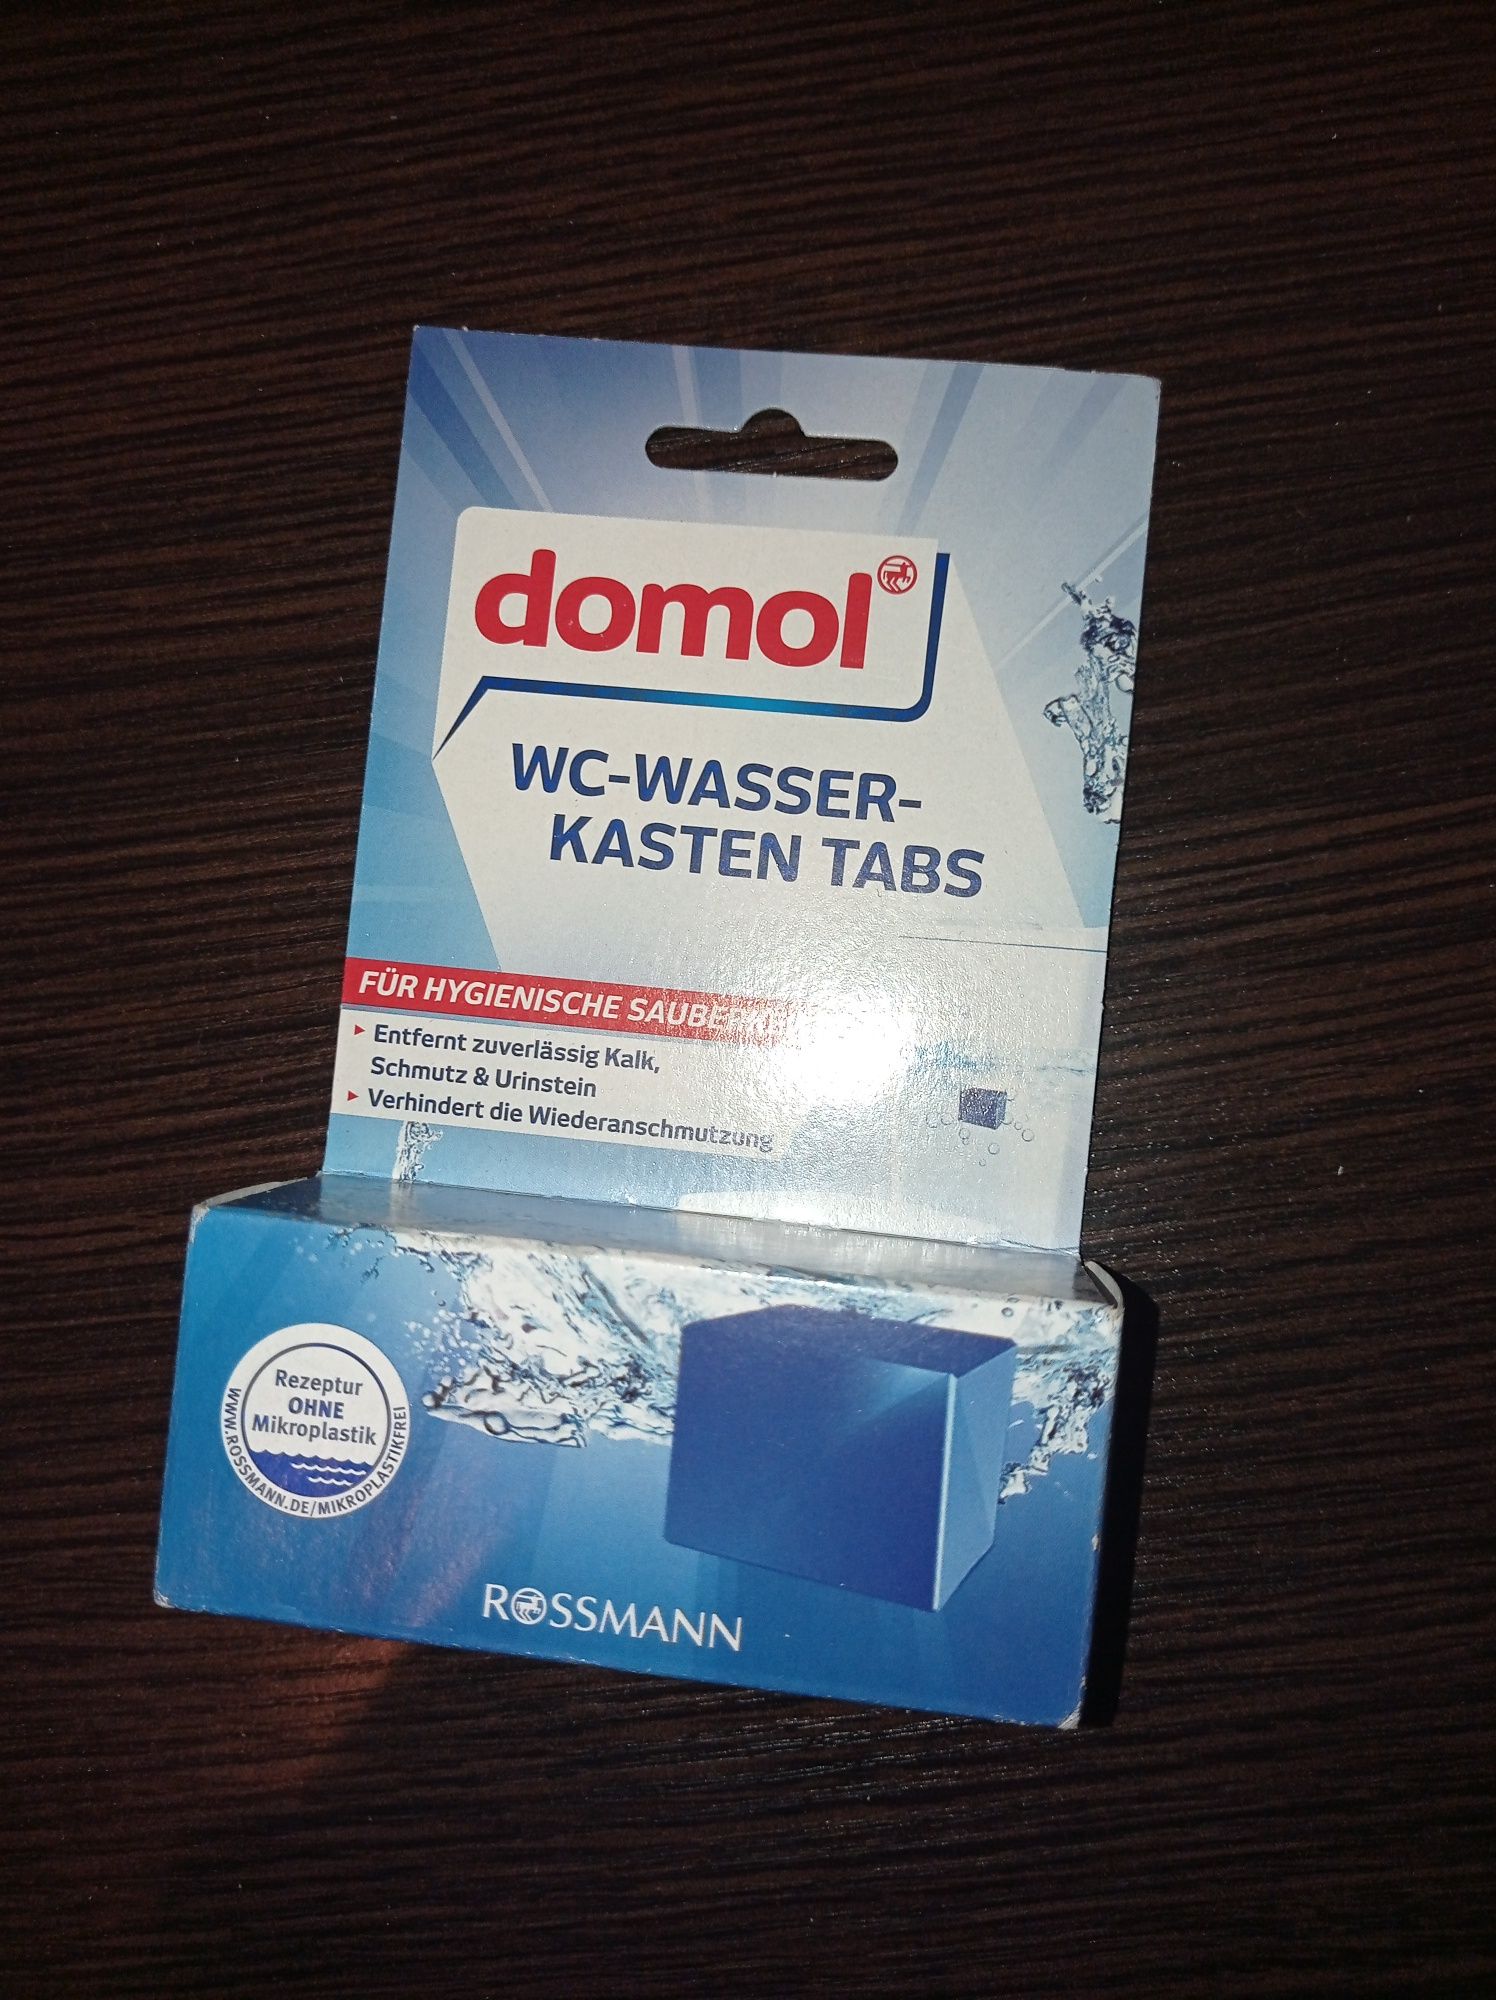 domol
WC-WASSER-
KASTEN TABS
FÜR HYGIENISCHE
Entfernt zuverlässig Kalk,
Schmutz & Urinstein
Verhindert die Wiederanschmutzung
Rezeptur
OHNE
Mikroplastik
WWW.ROSSMANN.DE/MIKROPLASTIKFREI
ROSSMANN